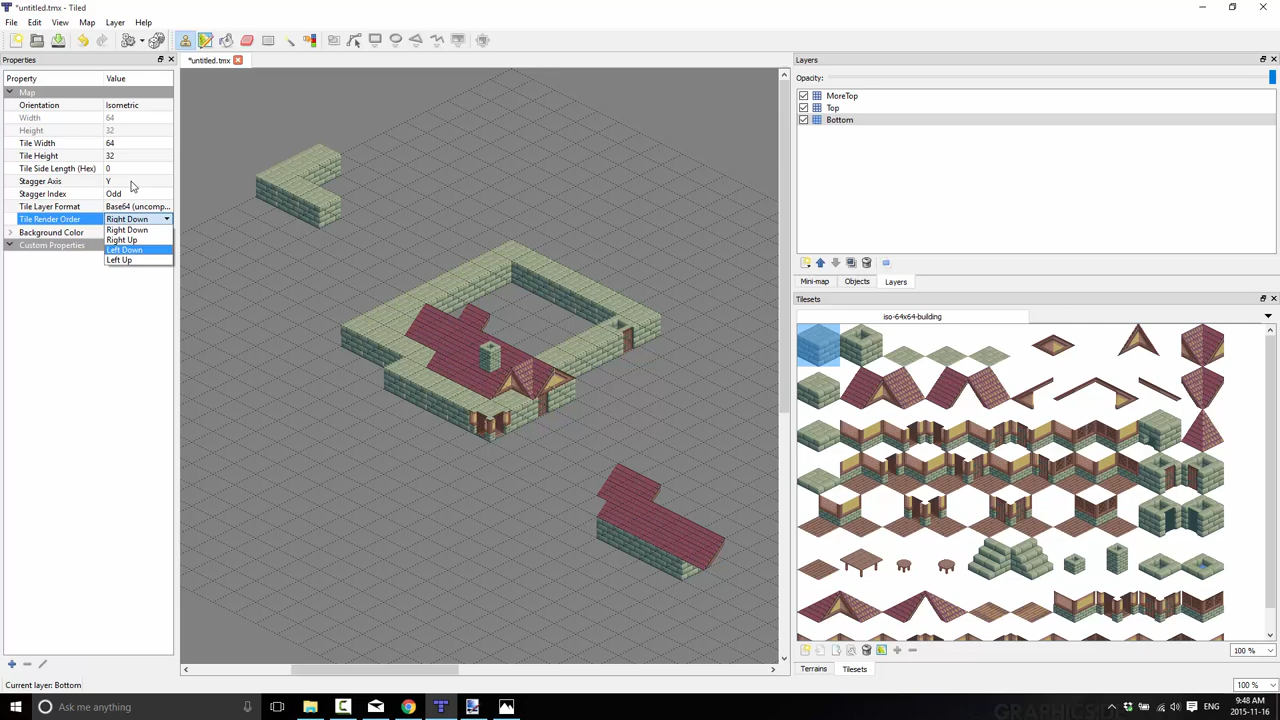 *untitled.tmx - Tiled
File Edit View Map Layer Help
Properties
*untitled.tmx
Layers
Property Value
Map
Orientation Isometric
Width 64
Height 32
Tile Width 64
Tile Height 32
Tile Side Length (Hex) 0
Stagger Axis Y
Stagger Index Odd
Tile Layer Format Base64 (uncomp...
Tile Render Order Right Down
Right Down
Background Color
Right Up
Custom Properties
Left Down
Left Up
Opacity:
MoreTop
Top
Bottom
Mini-map Objects Layers
Tilesets
iso-64x64-building
100 %
Terrains Tilesets
Current layer: Bottom
100 %
Ask me anything
ENG
9:48 AM
2015-11-16